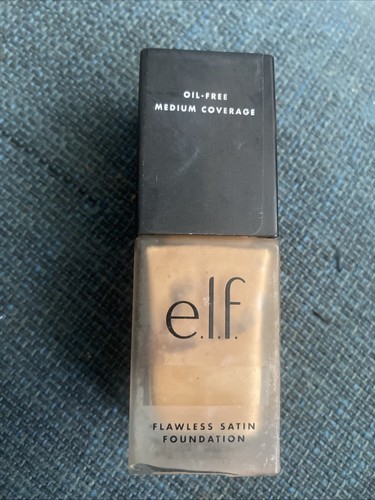 OIL-FREE
MEDIUM COVERAGE
e.l.f.
FLAWLESS SATIN
FOUNDATION